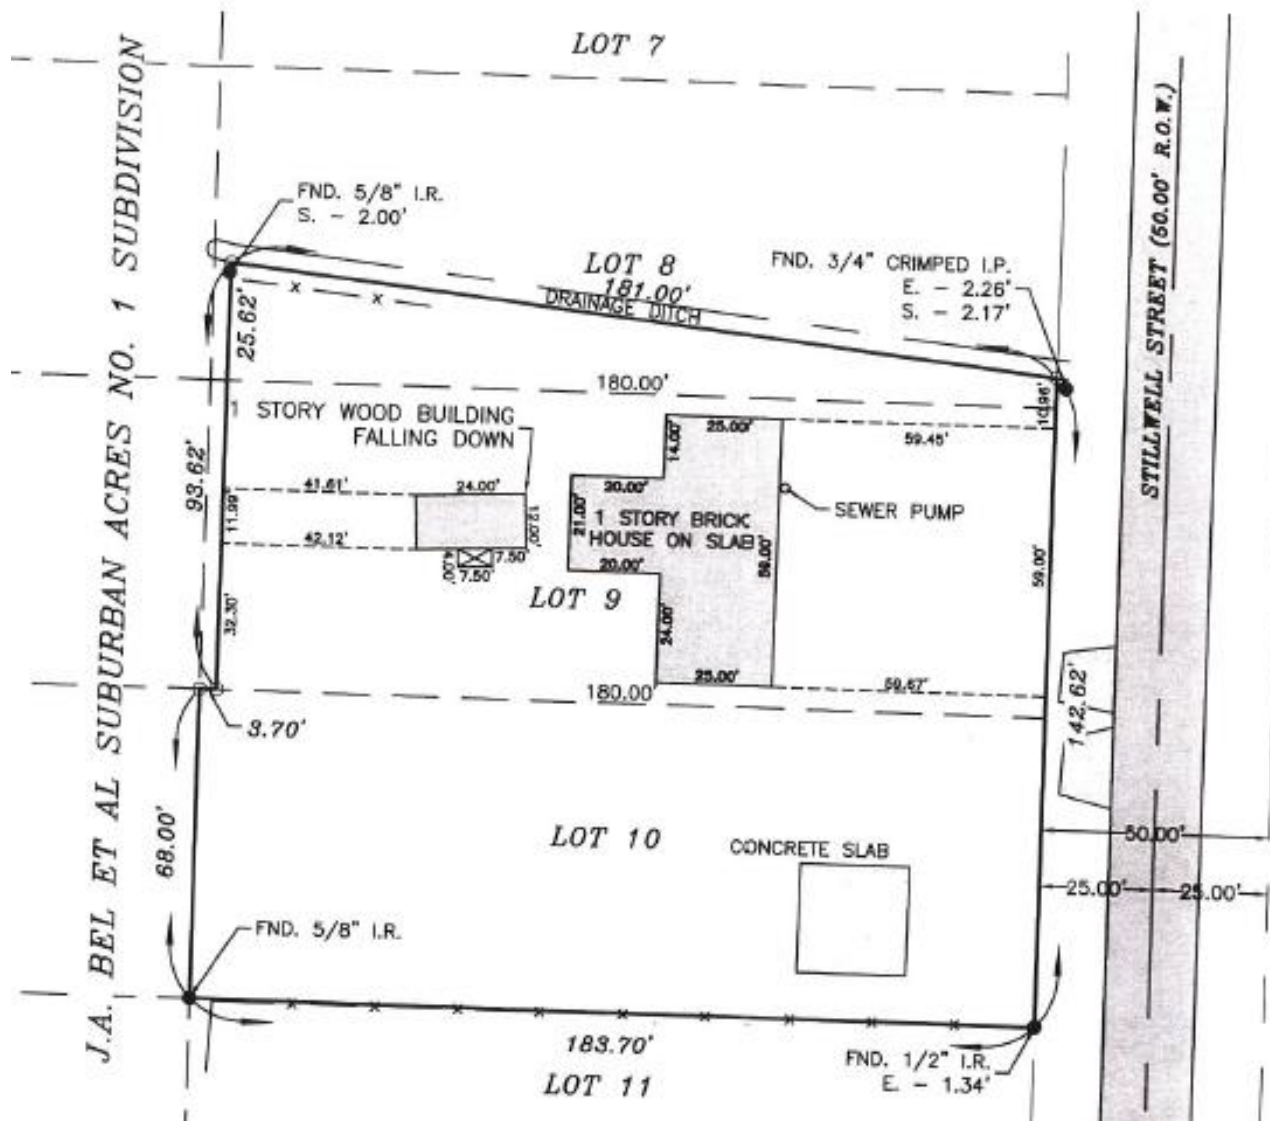 LOT 7
J.A. BEL ET AL SUBURBAN ACRES NO. 1 SUBDIVISION
STILLWELL STREET (50.00' R.O.W.)
FND. 5/8" I.R.
S. - 2.00'
LOT 8
181.00'
DRAINAGE DITCH
FND. 3/4" CRIMPED I.P.
E. - 2.26'
S. - 2.17'
25.62'
180.00'
10.96'
1 STORY WOOD BUILDING
FALLING DOWN
25.00'
14.00'
59.45'
93.62'
41.61'
24.00'
20.00'
11.99'
12.00'
21.00'
1 STORY BRICK
HOUSE ON SLAB
SEWER PUMP
42.12'
4.00'
7.50'
7.50'
20.00'
59.00'
59.00'
LOT 9
32.30'
24.00'
25.00'
180.00'
59.67'
3.70'
142.62'
68.00'
LOT 10
CONCRETE SLAB
50.00'
25.00'
25.00'
FND. 5/8" I.R.
183.70'
LOT 11
FND. 1/2" I.R.
E. - 1.34'